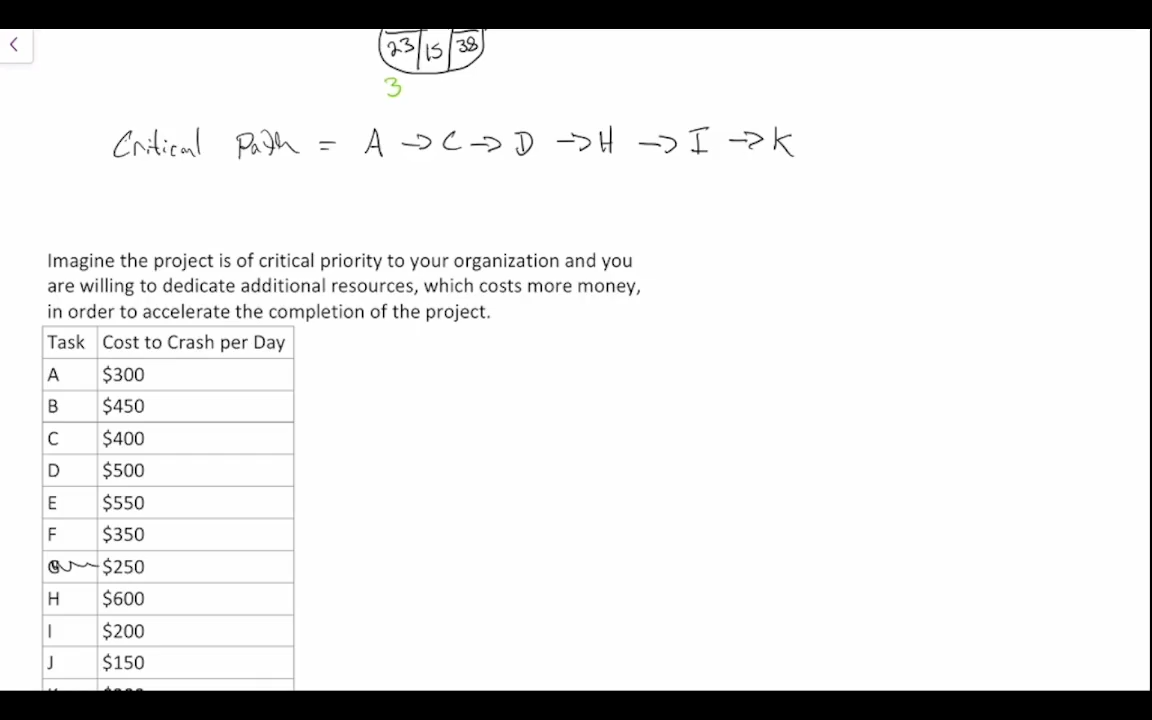 23 15 38
3
Critical Path = A → C → D → H → I → K
Imagine the project is of critical priority to your organization and you
are willing to dedicate additional resources, which costs more money,
in order to accelerate the completion of the project.
Task Cost to Crash per Day
A $300
B $450
C $400
D $500
E $550
F $350
$250
H $600
I $200
J $150